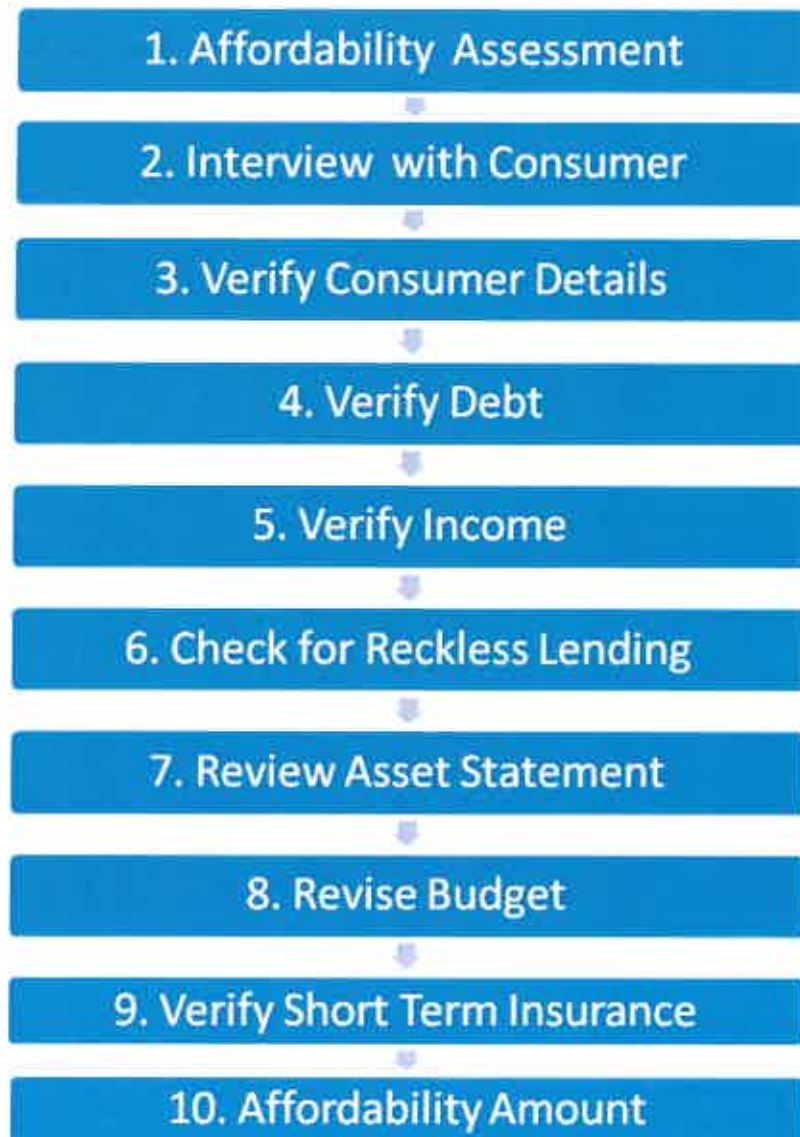 1. Affordability Assessment
2. Interview with Consumer
3. Verify Consumer Details
4. Verify Debt
5. Verify Income
6. Check for Reckless Lending
7. Review Asset Statement
8. Revise Budget
9. Verify Short Term Insurance
10. Affordability Amount